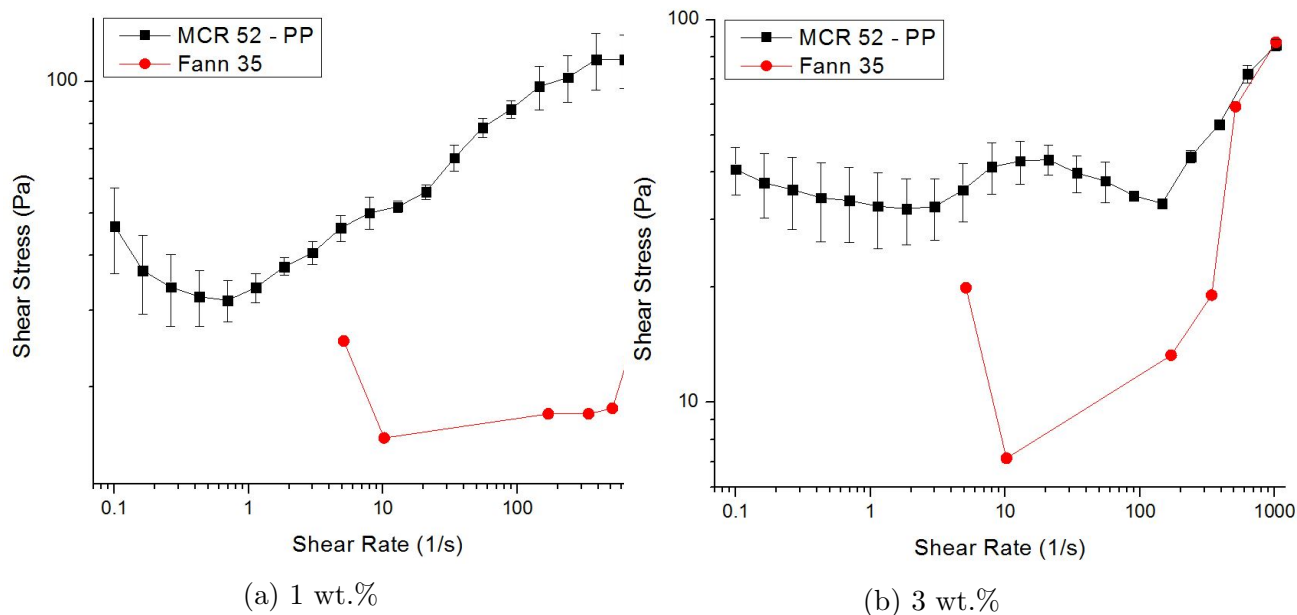 MCR 52 - PP
Fann 35
100
Shear Stress (Pa)
0.1 1 10 100
Shear Rate (1/s)
(a) 1 wt.%
100
MCR 52 - PP
Fann 35
10
Shear Stress (Pa)
0.1 1 10 100 1000
Shear Rate (1/s)
(b) 3 wt.%